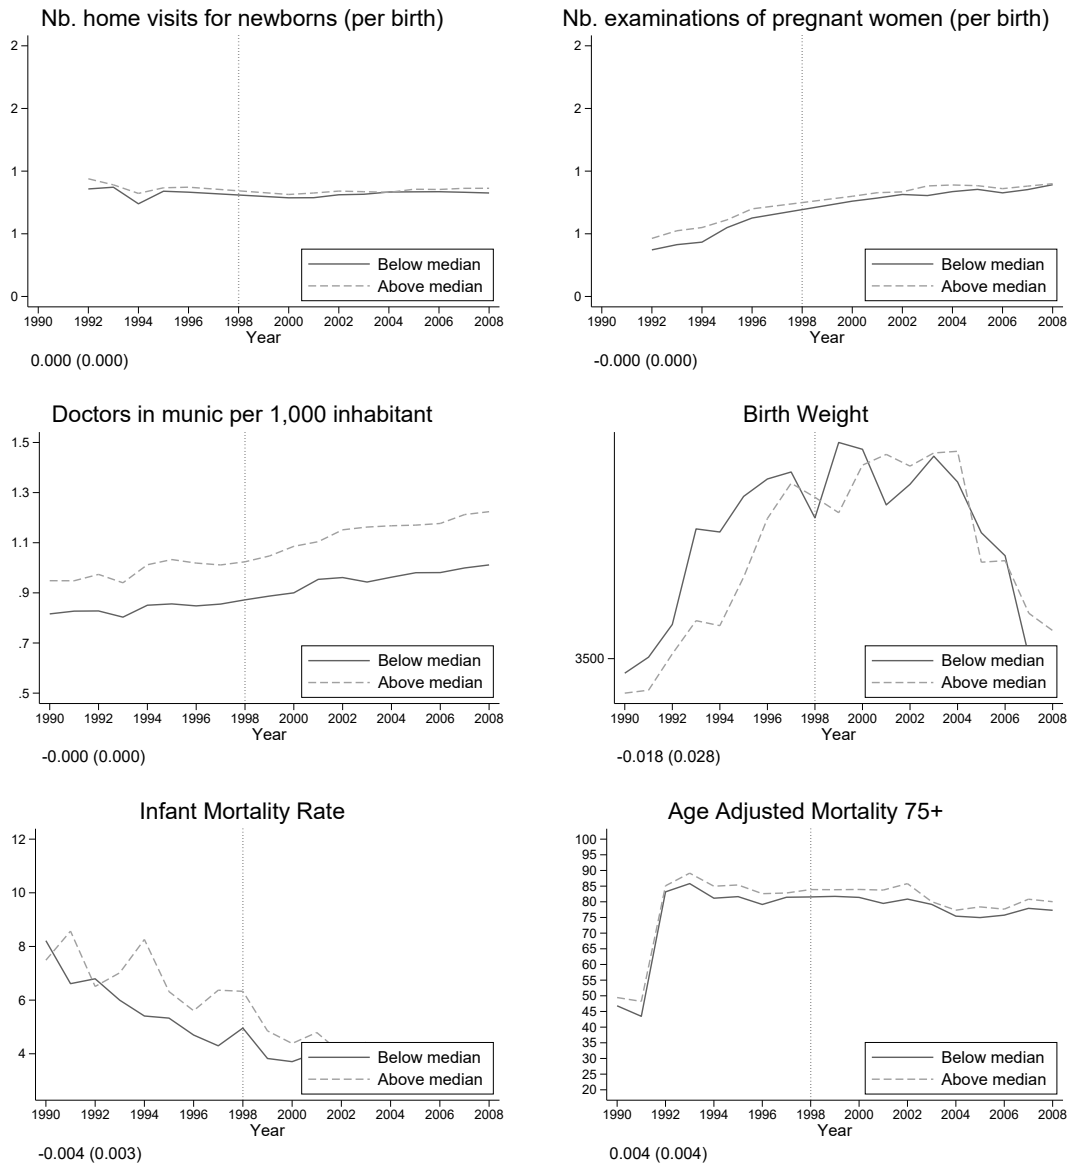 Nb. home visits for newborns (per birth)
2
2
1
1
0
Below median
Above median
1990 1992 1994 1996 1998 2000 2002 2004 2006 2008
Year
0.000 (0.000)
Nb. examinations of pregnant women (per birth)
2
2
1
1
0
Below median
Above median
1990 1992 1994 1996 1998 2000 2002 2004 2006 2008
Year
-0.000 (0.000)
Doctors in munic per 1,000 inhabitant
1.5
1.3
1.1
.9
.7
.5
Below median
Above median
1990 1992 1994 1996 1998 2000 2002 2004 2006 2008
Year
-0.000 (0.000)
Birth Weight
3500
Below median
Above median
1990 1992 1994 1996 1998 2000 2002 2004 2006 2008
Year
-0.018 (0.028)
Infant Mortality Rate
12
10
8
6
4
Below median
Above median
1990 1992 1994 1996 1998 2000 2002 2004 2006 2008
Year
-0.004 (0.003)
Age Adjusted Mortality 75+
100
95
90
85
80
75
70
65
60
55
50
45
40
35
30
25
20
Below median
Above median
1990 1992 1994 1996 1998 2000 2002 2004 2006 2008
Year
0.004 (0.004)